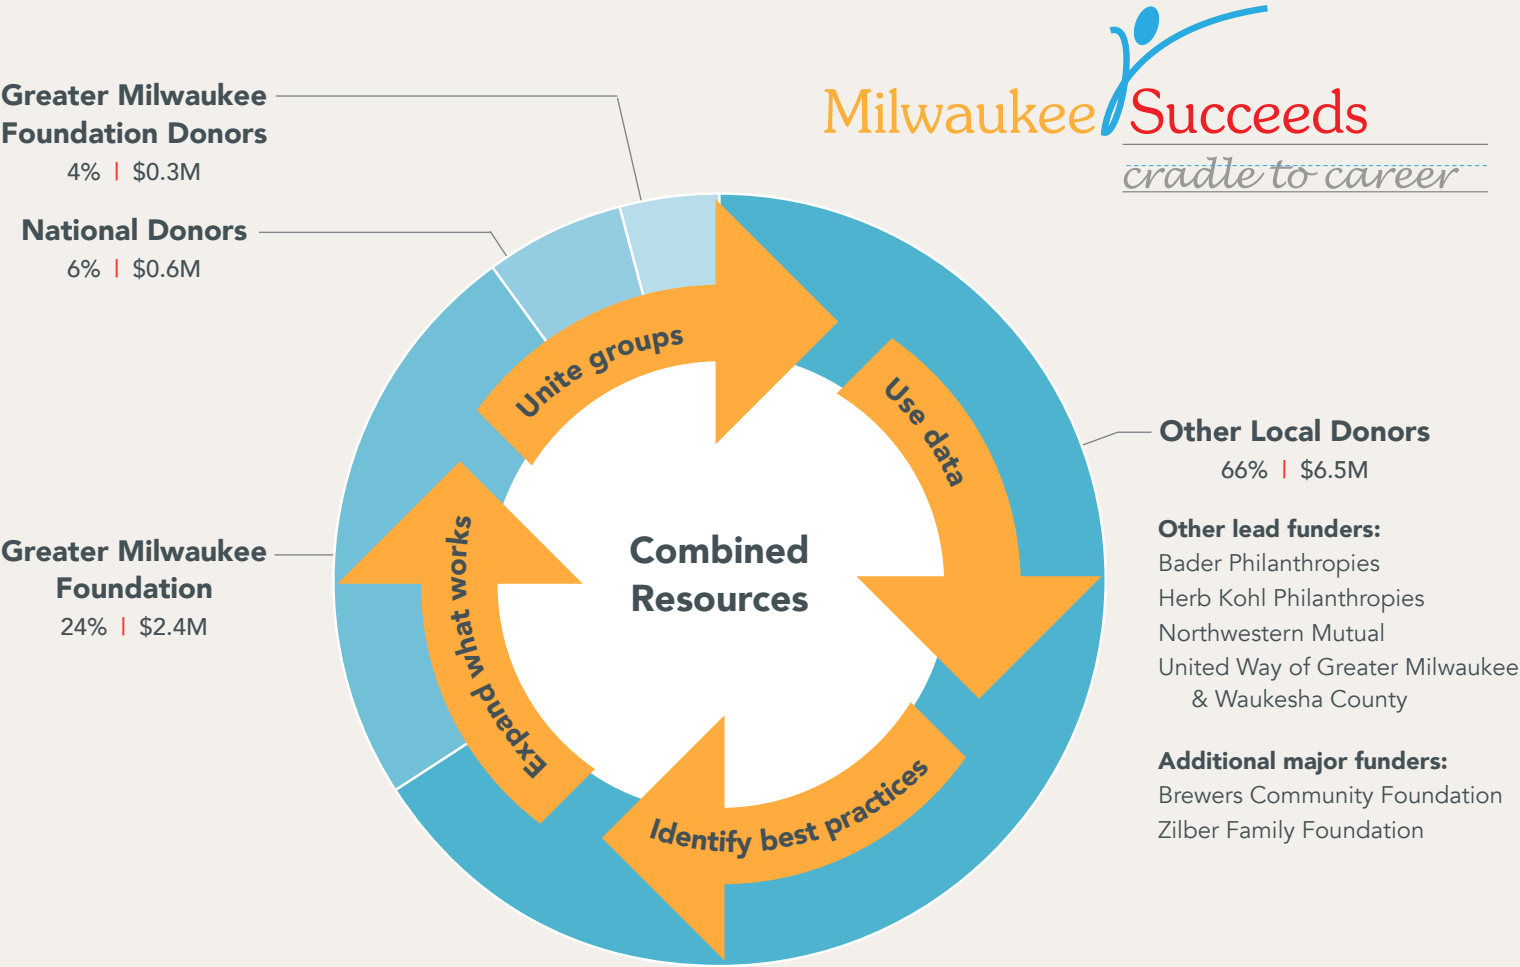 Milwaukee Succeeds
cradle to career
Greater Milwaukee
Foundation Donors
4% | $0.3M
National Donors
6% | $0.6M
Greater Milwaukee
Foundation
24% | $2.4M
Unite groups
Use data
Identify best practices
Expand what works
Combined
Resources
Other Local Donors
66% | $6.5M
Other lead funders:
Bader Philanthropies
Herb Kohl Philanthropies
Northwestern Mutual
United Way of Greater Milwaukee
& Waukesha County
Additional major funders:
Brewers Community Foundation
Zilber Family Foundation